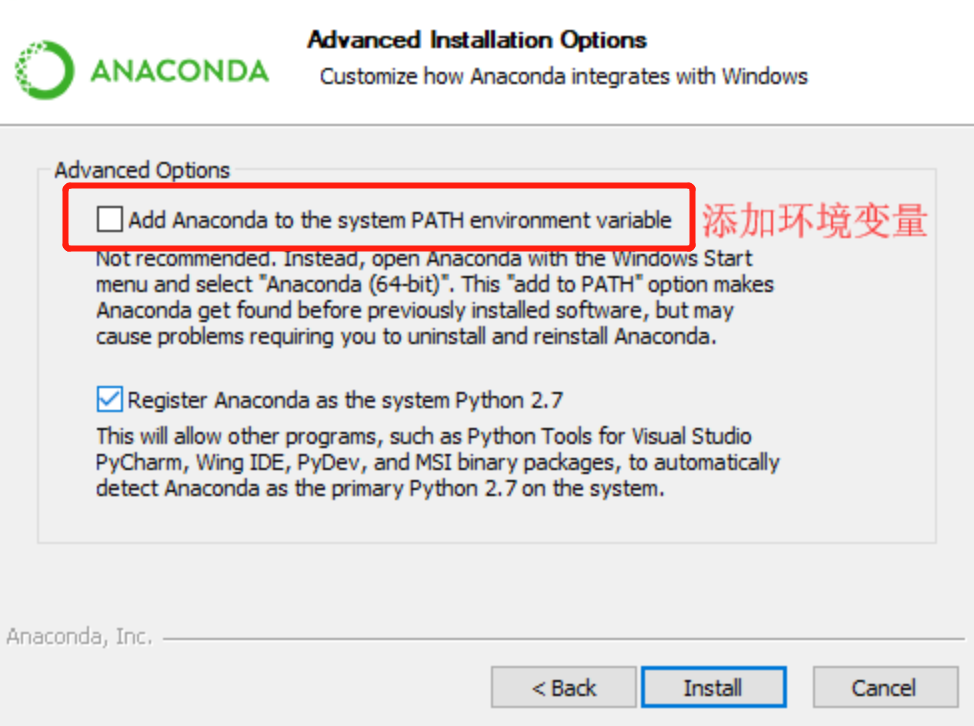 Advanced Installation Options
ANACONDA
Customize how Anaconda integrates with Windows
Advanced Options
Add Anaconda to the system PATH environment variable
添加环境变量
Not recommended. Instead, open Anaconda with the Windows Start
menu and select "Anaconda (64-bit)". This "add to PATH" option makes
Anaconda get found before previously installed software, but may
cause problems requiring you to uninstall and reinstall Anaconda.
Register Anaconda as the system Python 2.7
This will allow other programs, such as Python Tools for Visual Studio
PyCharm, Wing IDE, PyDev, and MSI binary packages, to automatically
detect Anaconda as the primary Python 2.7 on the system.
Anaconda, Inc.
< Back
Install
Cancel